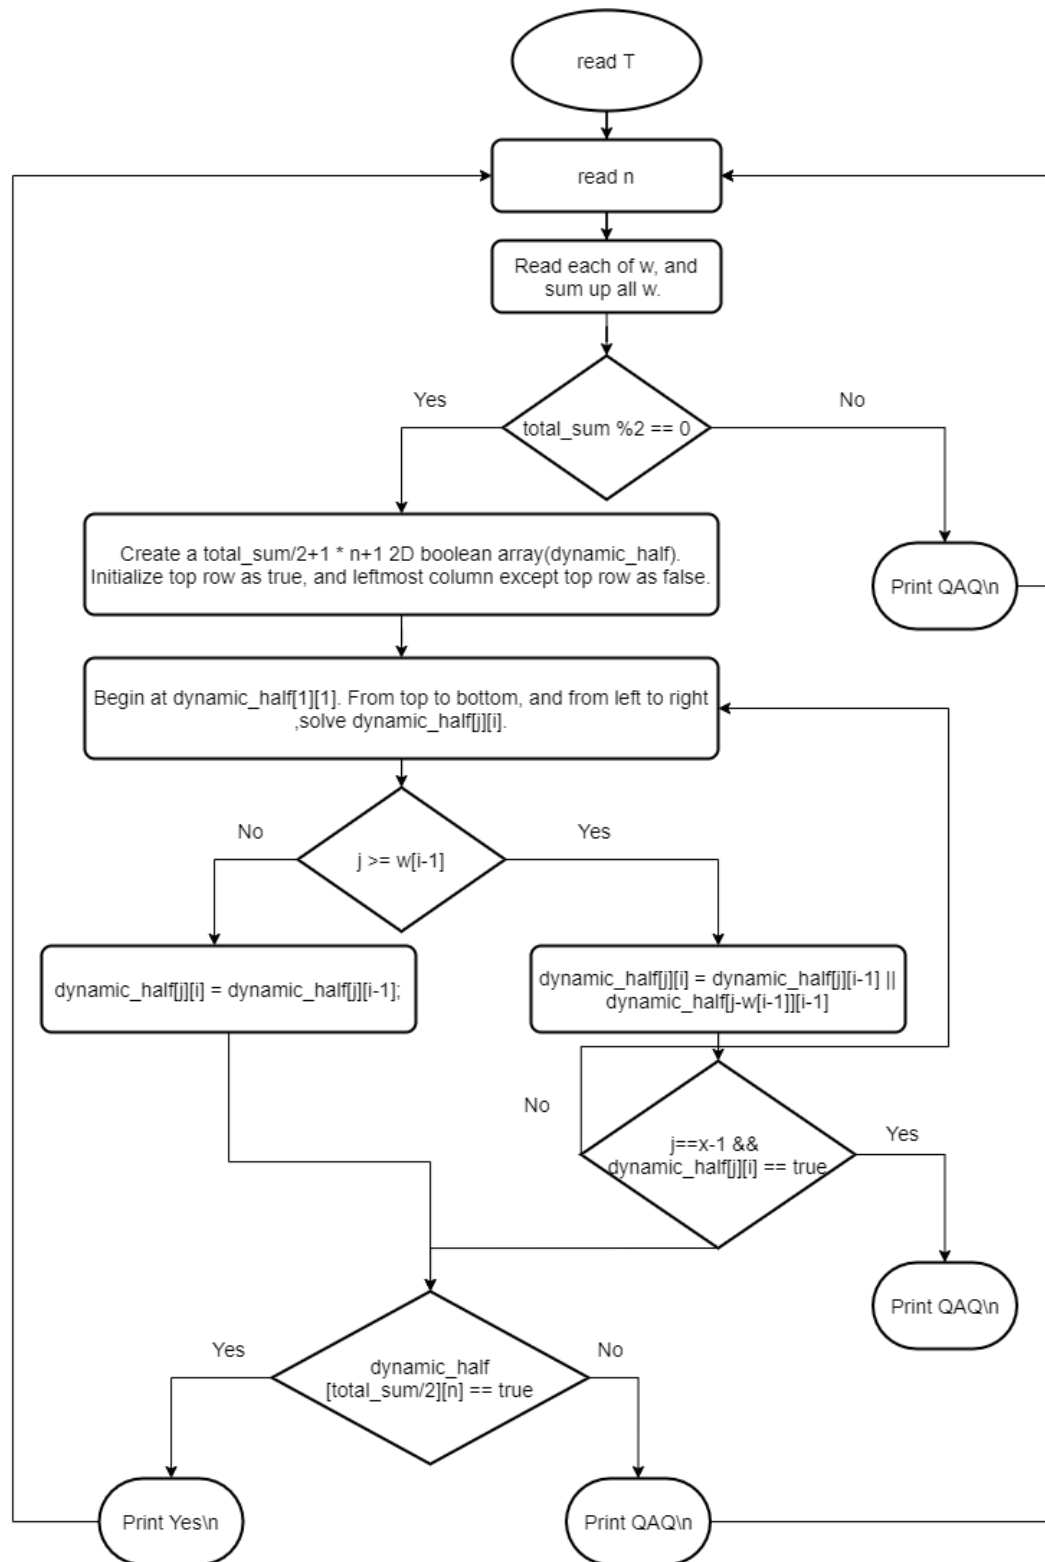 read T
read n
Read each of w, and
sum up all w.
Yes
No
total_sum %2 == 0
Create a total_sum/2+1 * n+1 2D boolean array(dynamic_half).
Initialize top row as true, and leftmost column except top row as false.
Print QAQ\n
Begin at dynamic_half[1][1]. From top to bottom, and from left to right
,solve dynamic_half[j][i].
No
Yes
j >= w[i-1]
dynamic_half[j][i] = dynamic_half[j][i-1];
dynamic_half[j][i] = dynamic_half[j][i-1] ||
dynamic_half[j-w[i-1]][i-1]
No
Yes
j==x-1 &&
dynamic_half[j][i] == true
Print QAQ\n
Yes
No
dynamic_half
[total_sum/2][n] == true
Print Yes\n
Print QAQ\n